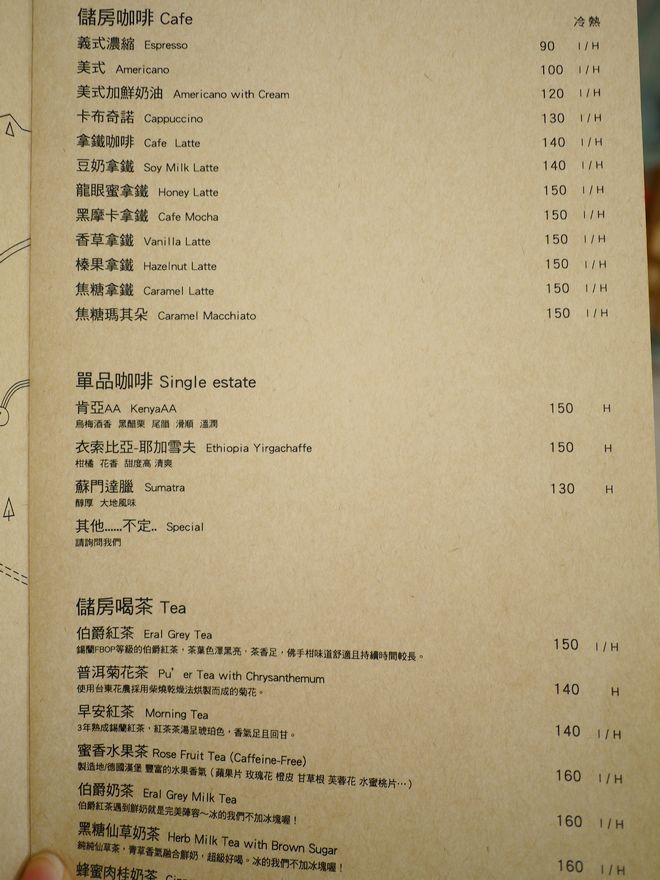 儲房咖啡 Cafe 冷熱
義式濃縮 Espresso 90 I/H
美式 Americano 100 I/H
美式加鮮奶油 Americano with Cream 120 I/H
卡布奇諾 Cappuccino 130 I/H
拿鐵咖啡 Cafe Latte 140 I/H
豆奶拿鐵 Soy Milk Latte 140 I/H
龍眼蜜拿鐵 Honey Latte 150 I/H
黑摩卡拿鐵 Cafe Mocha 150 I/H
香草拿鐵 Vanilla Latte 150 I/H
榛果拿鐵 Hazelnut Latte 150 I/H
焦糖拿鐵 Caramel Latte 150 I/H
焦糖瑪其朵 Caramel Macchiato 150 I/H
單品咖啡 Single estate
肯亞AA KenyaAA 150 H
烏梅酒香 黑醋栗 尾韻 滑順 溫潤
衣索比亞-耶加雪夫 Ethiopia Yirgachaffe 150 H
柑橘 花香 甜度高 清爽
蘇門達臘 Sumatra 130 H
醇厚 大地風味
其他......不定.. Special
請詢問我們
儲房喝茶 Tea
伯爵紅茶 Eral Grey Tea 150 I/H
錫蘭FBOP等級的伯爵紅茶，茶葉色澤黑亮，茶香足，佛手柑味道舒適且持續時間較長。
普洱菊花茶 Pu'er Tea with Chrysanthemum 140 H
使用台東花農採用柴燒乾燥法烘製而成的菊花。
早安紅茶 Morning Tea 140 I/H
3年熟成錫蘭紅茶，紅茶茶湯呈琥珀色，香氣足且回甘。
蜜香水果茶 Rose Fruit Tea (Caffeine-Free) 160 I/H
製造地/德國漢堡 豐富的水果香氣（蘋果片 玫瑰花 橙皮 甘草根 芙蓉花 水蜜桃片…）
伯爵奶茶 Eral Grey Milk Tea 160 I/H
伯爵紅茶遇到鮮奶就是完美陣容～冰的我們不加冰塊喔！
黑糖仙草奶茶 Herb Milk Tea with Brown Sugar 160 I/H
純純仙草茶，青草香氣融合鮮奶，超級好喝。冰的我們不加冰塊喔！
蜂蜜肉桂奶茶